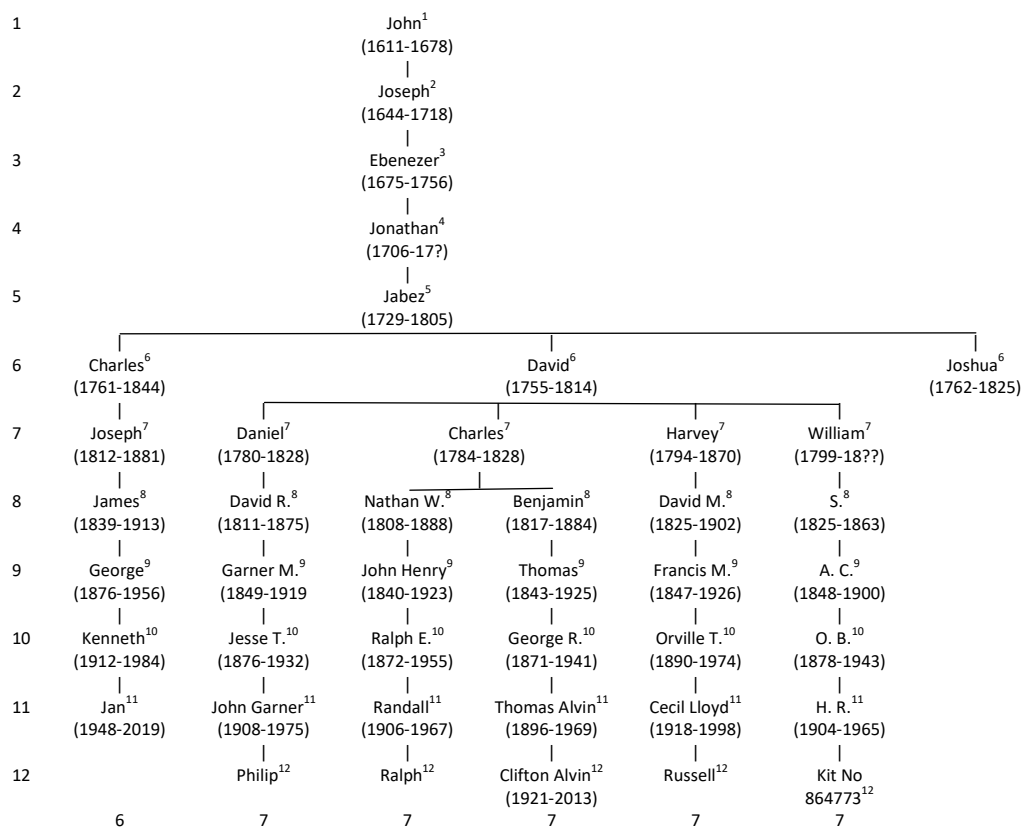 1 John¹
(1611-1678)
2 Joseph²
(1644-1718)
3 Ebenezer³
(1675-1756)
4 Jonathan⁴
(1706-17?)
5 Jabez⁵
(1729-1805)
6 Charles⁶ David⁶ Joshua⁶
(1761-1844) (1755-1814) (1762-1825)
7 Joseph⁷ Daniel⁷ Charles⁷ Harvey⁷ William⁷
(1812-1881) (1780-1828) (1784-1828) (1794-1870) (1799-18??)
8 James⁸ David R.⁸ Nathan W.⁸ Benjamin⁸ David M.⁸ S.⁸
(1839-1913) (1811-1875) (1808-1888) (1817-1884) (1825-1902) (1825-1863)
9 George⁹ Garner M.⁹ John Henry⁹ Thomas⁹ Francis M.⁹ A. C.⁹
(1876-1956) (1849-1919 (1840-1923) (1843-1925) (1847-1926) (1848-1900)
10 Kenneth¹⁰ Jesse T.¹⁰ Ralph E.¹⁰ George R.¹⁰ Orville T.¹⁰ O. B.¹⁰
(1912-1984) (1876-1932) (1872-1955) (1871-1941) (1890-1974) (1878-1943)
11 Jan¹¹ John Garner¹¹ Randall¹¹ Thomas Alvin¹¹ Cecil Lloyd¹¹ H. R.¹¹
(1948-2019) (1908-1975) (1906-1967) (1896-1969) (1918-1998) (1904-1965)
12 Philip¹² Ralph¹² Clifton Alvin¹² Russell¹² Kit No
(1921-2013) 864773¹²
6 7 7 7 7 7